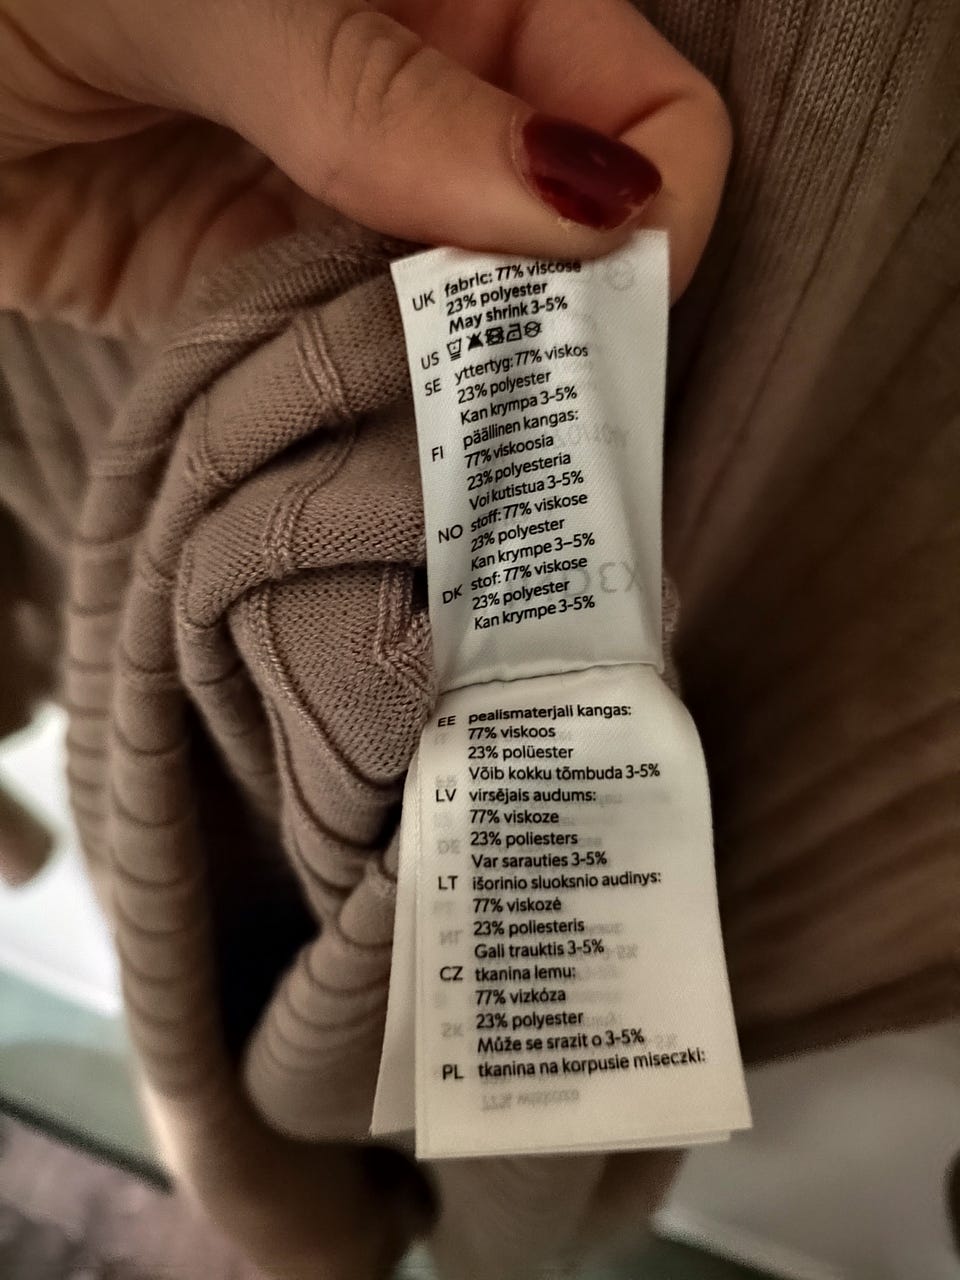 UK fabric: 77% viscose
23% polyester
May shrink 3-5%
US
SE yttertyg: 77% viskos
23% polyester
Kan krympa 3-5%
FI päällinen kangas:
77% viskoosia
23% polyesteria
Voi kutistua 3-5%
NO stoff: 77% viskose
23% polyester
Kan krympe 3-5%
DK stof: 77% viskose
23% polyester
Kan krympe 3-5%
EE pealismaterjali kangas:
77% viskoos
23% polüester
Võib kokku tõmbuda 3-5%
LV virsējais audums:
77% viskoze
23% poliesters
Var sarauties 3-5%
LT išorinio sluoksnio audinys:
77% viskozė
23% poliesteris
Gali trauktis 3-5%
CZ tkanina lemu:
77% vizkóza
23% polyester
Může se srazit o 3-5%
PL tkanina na korpusie miseczki: